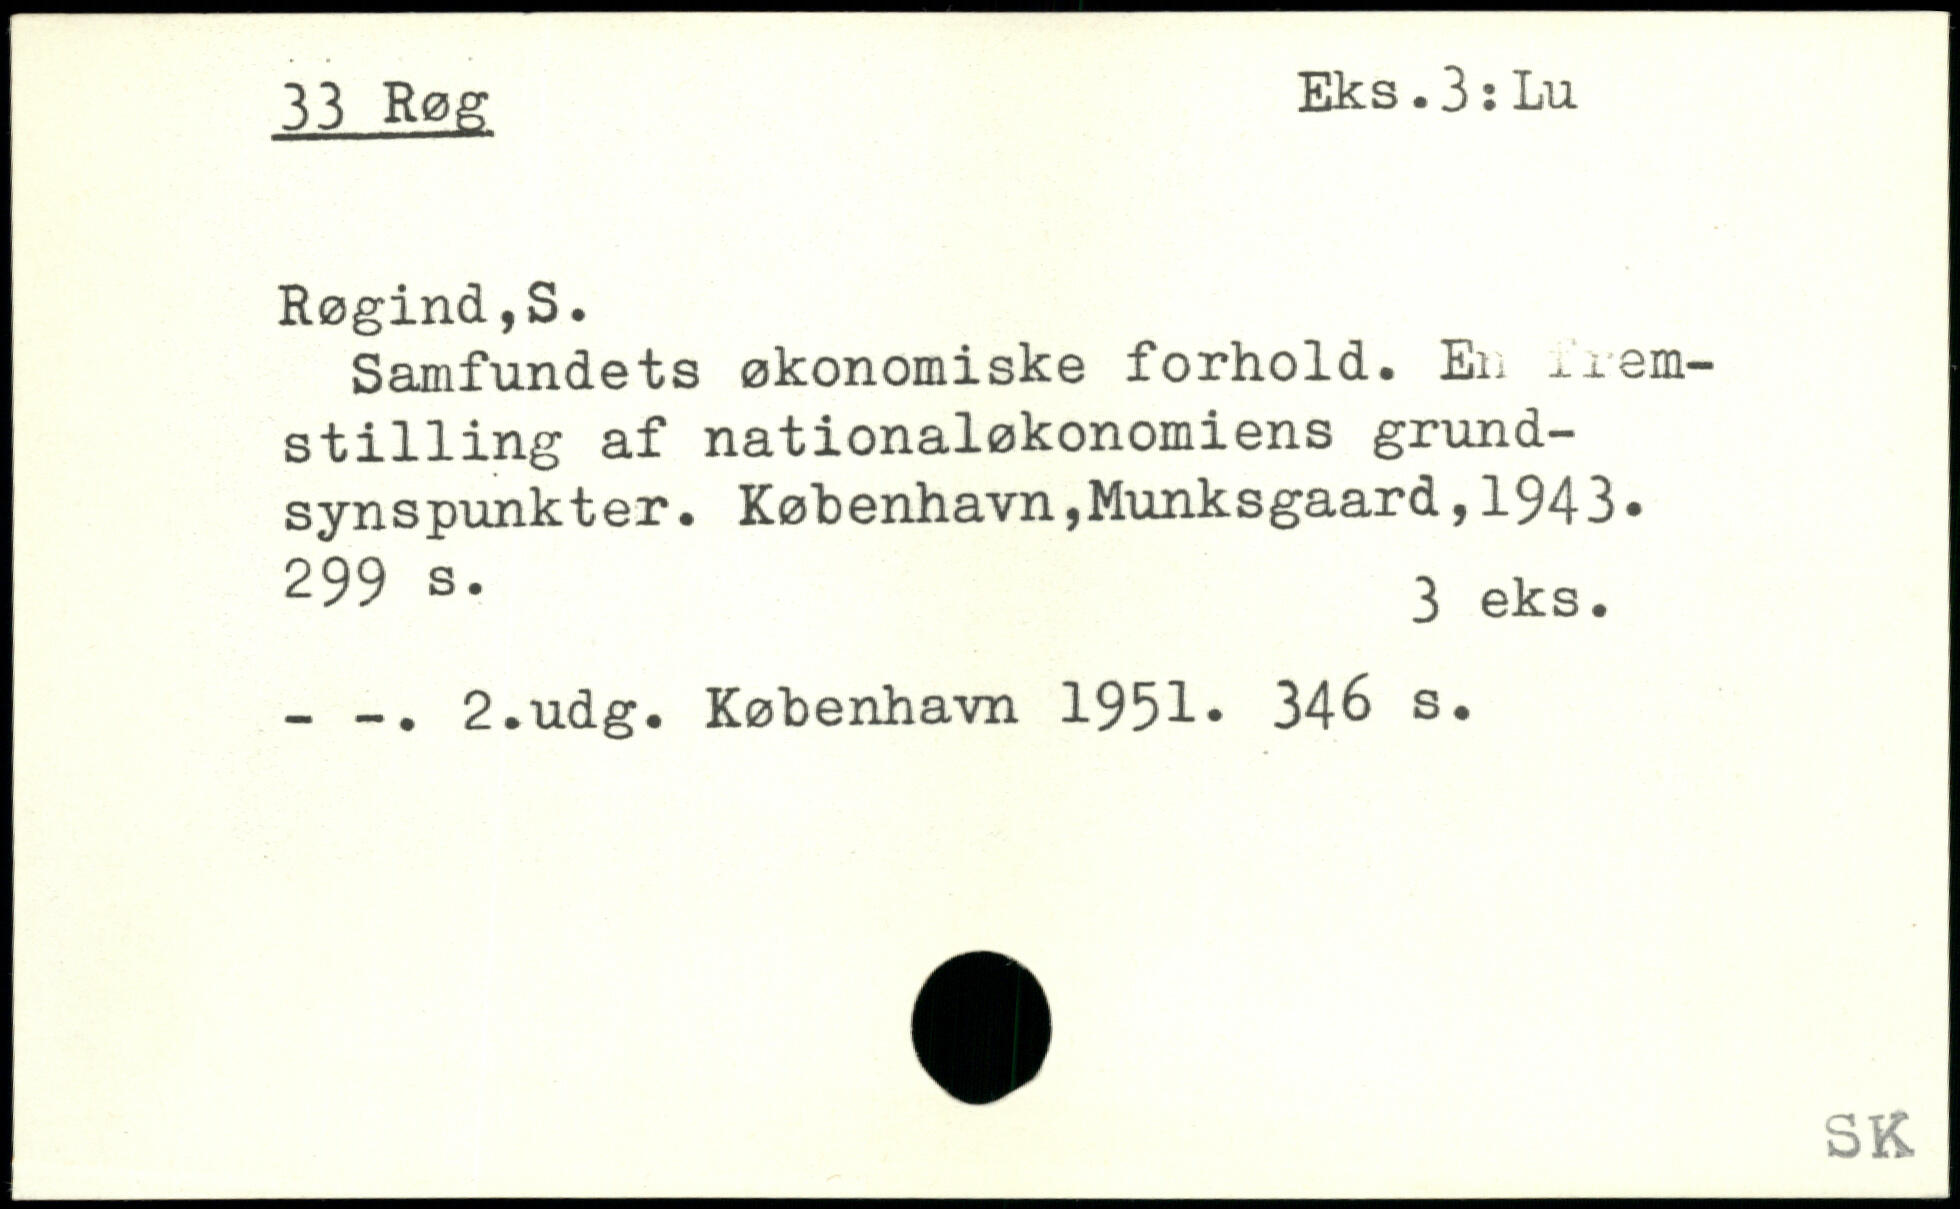 33 Røg
Eks.3:Lu
Røgind,S.
Samfundets økonomiske forhold. En frem-
stilling af nationaløkonomiens grund-
synspunkter. København,Munksgaard,1943.
299 s.
3 eks.
- -. 2.udg. København 1951. 346 s.
SK